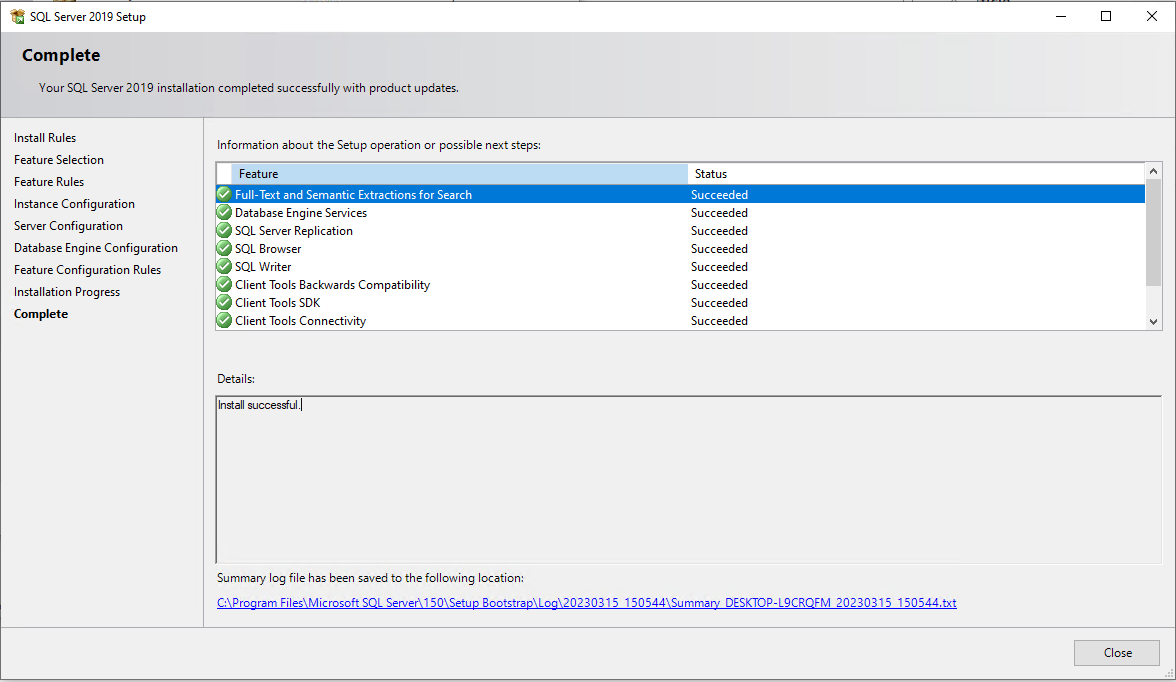 SQL Server 2019 Setup
Complete
Your SQL Server 2019 installation completed successfully with product updates.
Install Rules
Feature Selection
Feature Rules
Instance Configuration
Server Configuration
Database Engine Configuration
Feature Configuration Rules
Installation Progress
Complete
Information about the Setup operation or possible next steps:
Feature Status
Full-Text and Semantic Extractions for Search Succeeded
Database Engine Services Succeeded
SQL Server Replication Succeeded
SQL Browser Succeeded
SQL Writer Succeeded
Client Tools Backwards Compatibility Succeeded
Client Tools SDK Succeeded
Client Tools Connectivity Succeeded
Details:
Install successful.
Summary log file has been saved to the following location:
C:\Program Files\Microsoft SQL Server\150\Setup Bootstrap\Log\20230315_150544\Summary_DESKTOP-L9CRQFM_20230315_150544.txt
Close